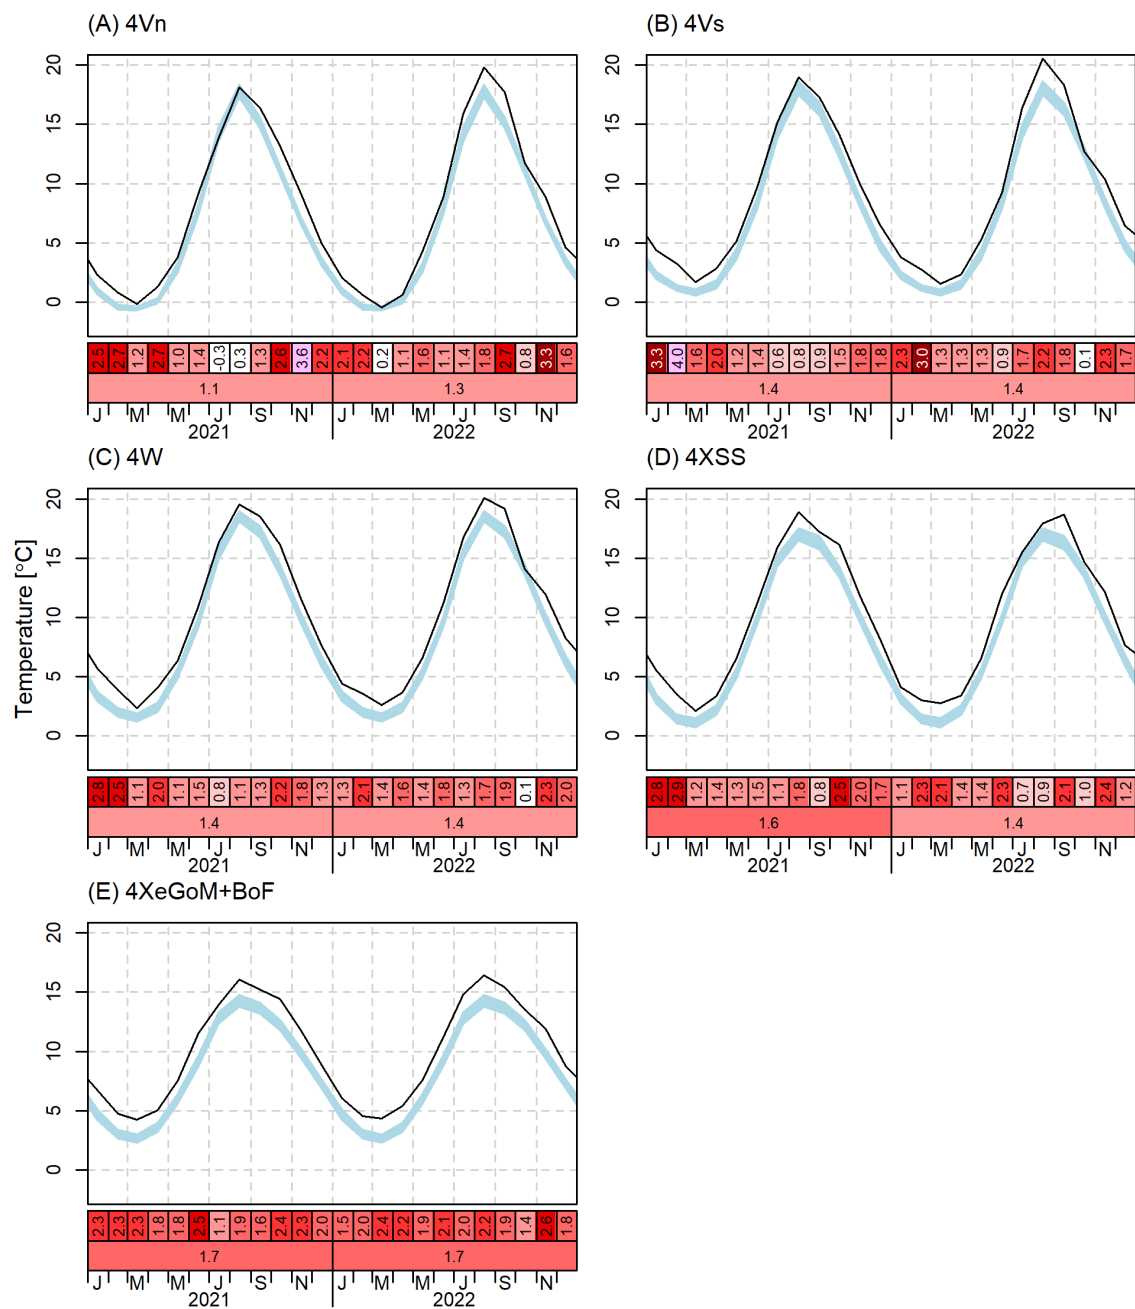 (A) 4Vn
(B) 4Vs
20
15
10
5
0
20
15
10
5
0
2.5 2.7 1.2 2.7 1.0 1.4 -0.3 0.3 1.3 2.6 3.6 2.2 2.1 2.2 0.2 1.1 1.6 1.1 1.4 1.8 2.7 0.8 3.3 1.6
1.1 1.3
J M M J S N J M M J S N
2021 2022
3.3 4.0 1.6 2.0 1.2 1.4 0.6 0.8 0.9 1.5 1.8 1.8 2.3 3.0 1.3 1.3 1.4 0.9 1.7 2.2 1.8 0.1 2.3 1.7
1.4 1.4
J M M J S N J M M J S N
2021 2022
(C) 4W
(D) 4XSS
Temperature [°C]
20
15
10
5
0
20
15
10
5
0
2.8 2.5 1.1 2.0 1.1 1.5 0.8 1.1 1.3 2.2 1.8 1.3 1.3 2.1 1.4 1.6 1.4 1.8 1.3 1.7 1.9 0.1 2.3 2.0
1.4 1.4
J M M J S N J M M J S N
2021 2022
2.8 2.9 1.2 1.4 1.3 1.5 1.1 1.8 0.8 2.5 2.0 1.7 1.1 2.3 2.1 1.4 1.4 2.3 0.7 0.9 2.1 1.0 2.4 1.2
1.6 1.4
J M M J S N J M M J S N
2021 2022
(E) 4XeGoM+BoF
20
15
10
5
0
2.3 2.3 2.3 1.8 1.8 2.5 1.1 1.9 1.6 2.4 2.3 2.0 1.5 2.0 2.4 2.2 1.9 2.1 2.0 2.2 1.9 1.4 2.6 1.8
1.7 1.7
J M M J S N J M M J S N
2021 2022